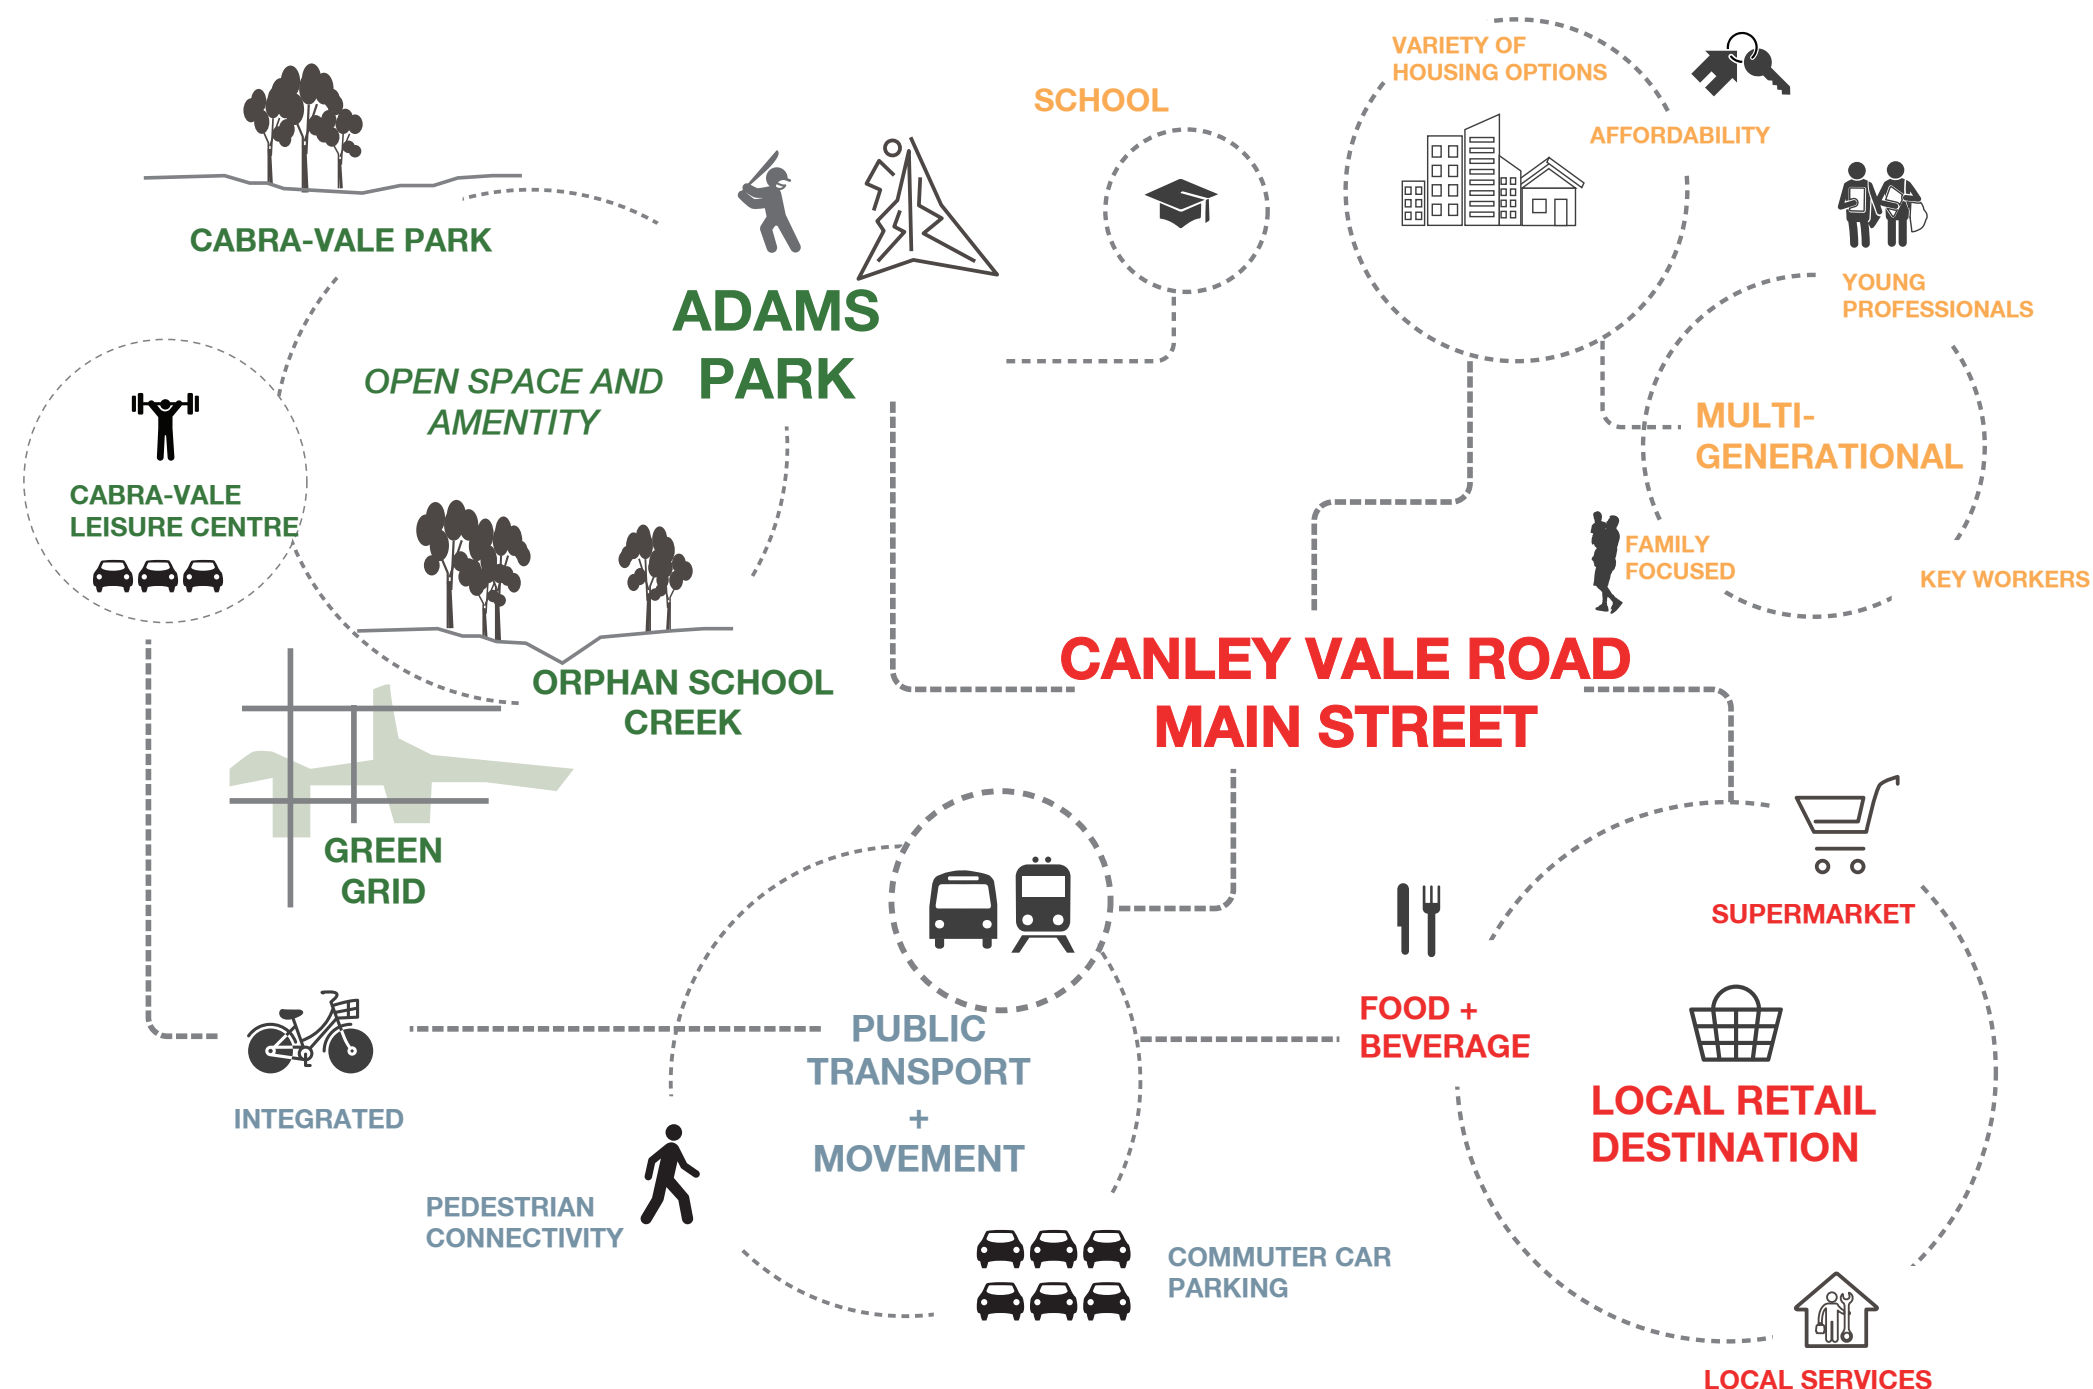 VARIETY OF
HOUSING OPTIONS
SCHOOL
AFFORDABILITY
CABRA-VALE PARK
YOUNG
PROFESSIONALS
ADAMS
PARK
OPEN SPACE AND
AMENTITY
MULTI-
GENERATIONAL
CABRA-VALE
LEISURE CENTRE
FAMILY
FOCUSED
KEY WORKERS
CANLEY VALE ROAD
MAIN STREET
ORPHAN SCHOOL
CREEK
GREEN
GRID
SUPERMARKET
FOOD +
BEVERAGE
PUBLIC
TRANSPORT
+
MOVEMENT
LOCAL RETAIL
DESTINATION
INTEGRATED
PEDESTRIAN
CONNECTIVITY
COMMUTER CAR
PARKING
LOCAL SERVICES